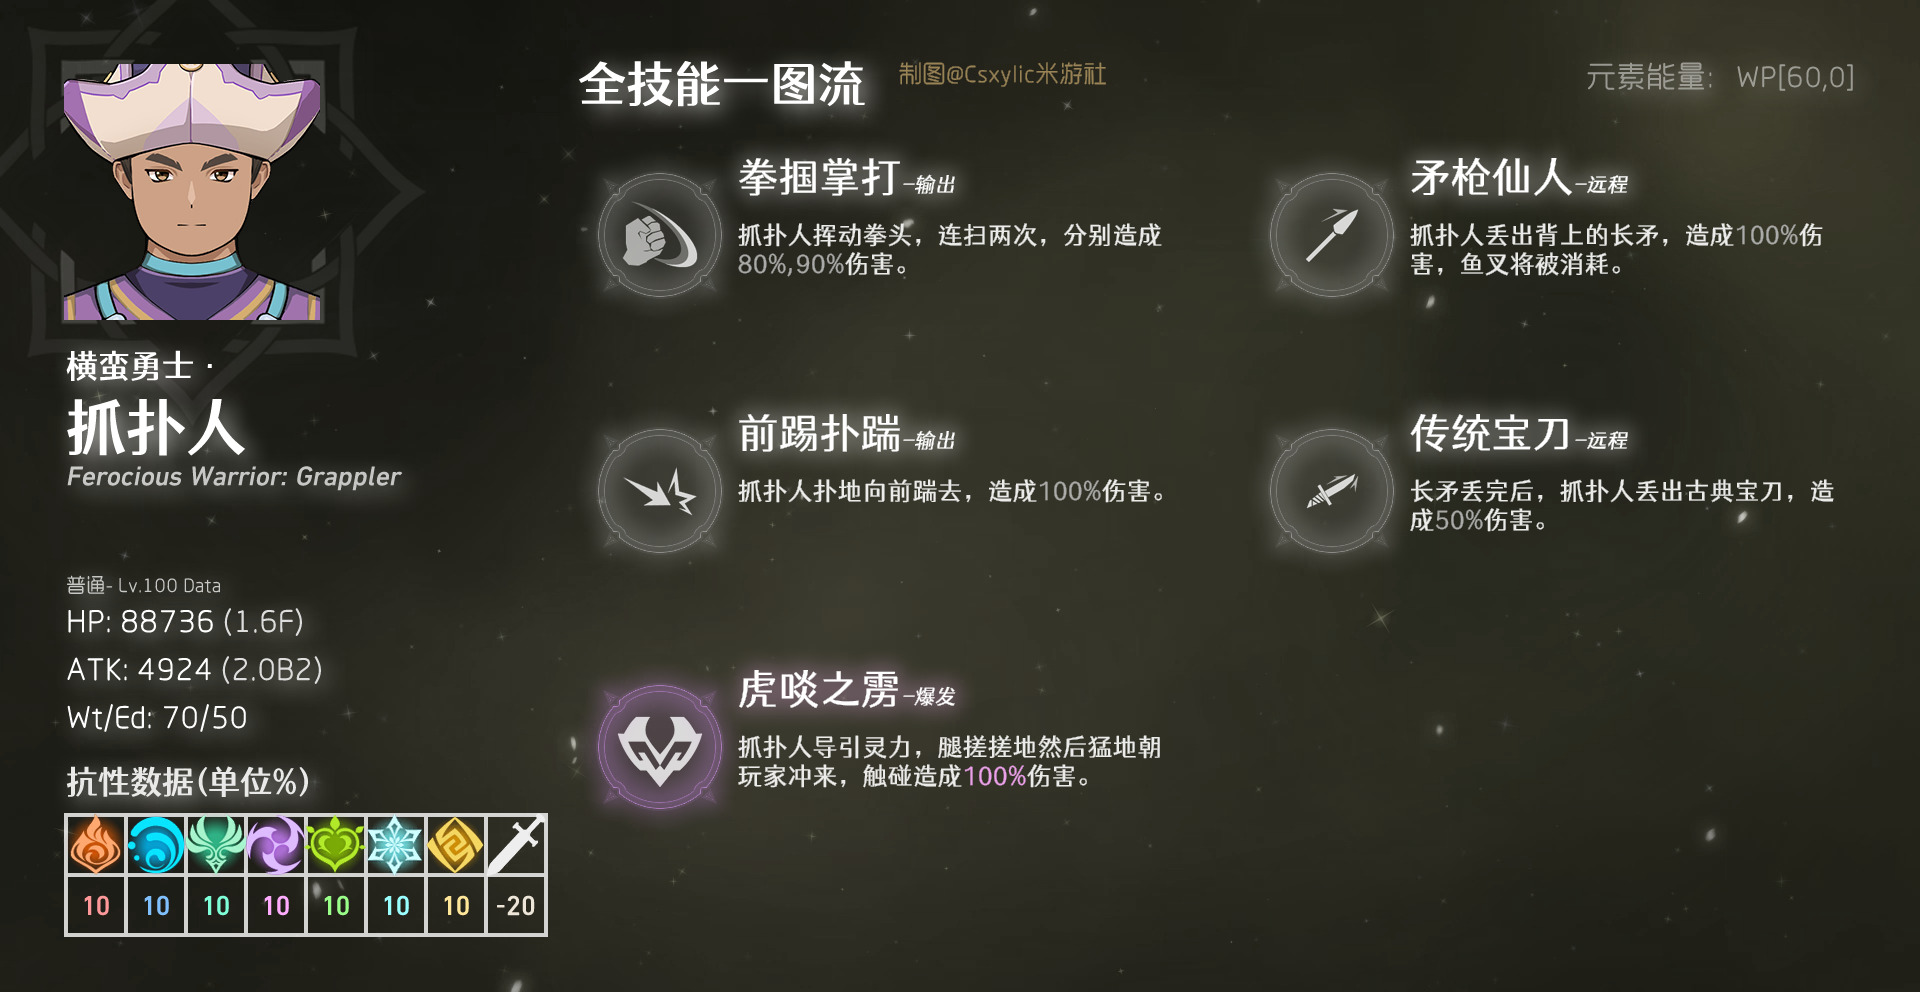 全技能一图流
制图@Csxylic米游社
元素能量: WP[60,0]
横蛮勇士·
抓扑人
Ferocious Warrior: Grappler
普通- Lv.100 Data
HP: 88736 (1.6F)
ATK: 4924 (2.0B2)
Wt/Ed: 70/50
抗性数据(单位%)
10 10 10 10 10 10 10 -20
拳掴掌打-输出
抓扑人挥动拳头，连扫两次，分别造成
80%,90%伤害。
矛枪仙人-远程
抓扑人丢出背上的长矛，造成100%伤
害，鱼叉将被消耗。
前踢扑踹-输出
抓扑人扑地向前踹去，造成100%伤害。
传统宝刀-远程
长矛丢完后，抓扑人丢出古典宝刀，造
成50%伤害。
虎啖之雳-爆发
抓扑人导引灵力，腿搓搓地然后猛地朝
玩家冲来，触碰造成100%伤害。